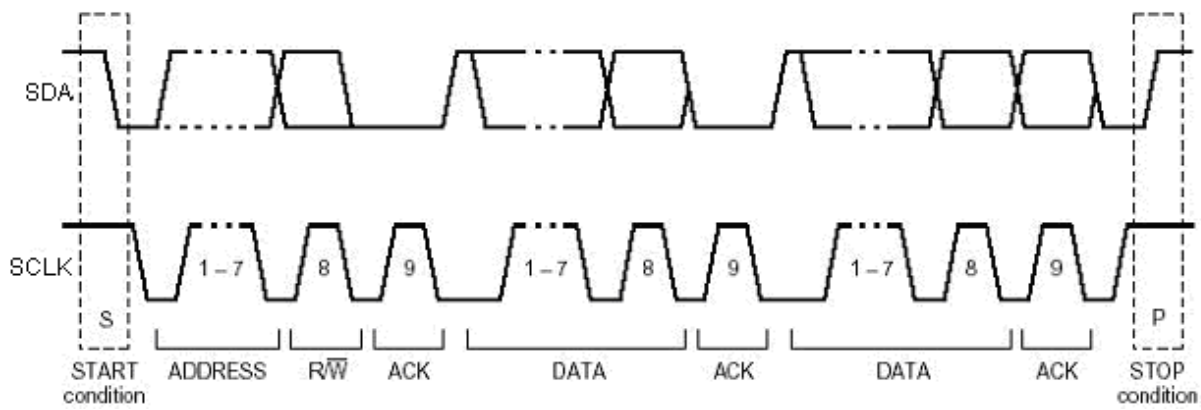 SDA
SCLK
1 – 7 8 9 1 – 7 8 9 1 – 7 8 9
S P
START condition ADDRESS R/W̅ ACK DATA ACK DATA ACK STOP condition